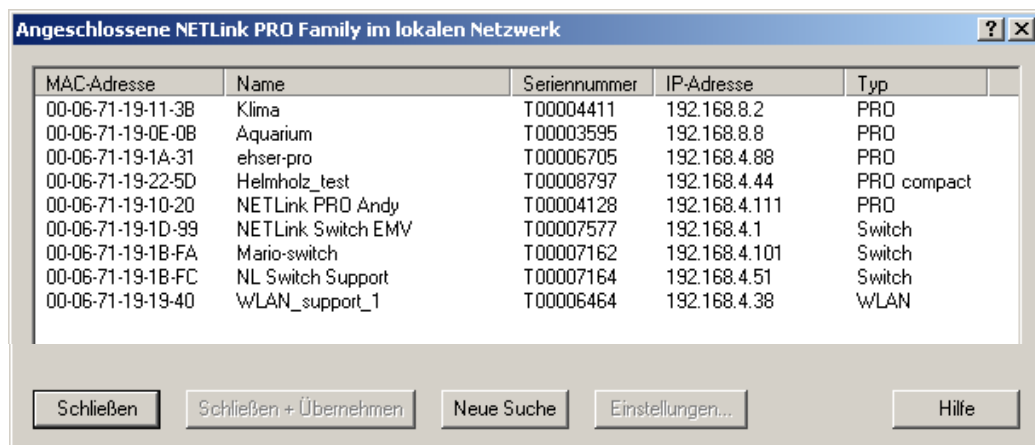 Angeschlossene NETLink PRO Family im lokalen Netzwerk
MAC-Adresse Name Seriennummer IP-Adresse Typ
00-06-71-19-11-3B Klima T00004411 192.168.8.2 PRO
00-06-71-19-0E-0B Aquarium T00003595 192.168.8.8 PRO
00-06-71-19-1A-31 ehser-pro T00006705 192.168.4.88 PRO
00-06-71-19-22-5D Helmholz_test T00008797 192.168.4.44 PRO compact
00-06-71-19-10-20 NETLink PRO Andy T00004128 192.168.4.111 PRO
00-06-71-19-1D-99 NETLink Switch EMV T00007577 192.168.4.1 Switch
00-06-71-19-1B-FA Mario-switch T00007162 192.168.4.101 Switch
00-06-71-19-1B-FC NL Switch Support T00007164 192.168.4.51 Switch
00-06-71-19-19-40 WLAN_support_1 T00006464 192.168.4.38 WLAN
Schließen Schließen + Übernehmen Neue Suche Einstellungen... Hilfe